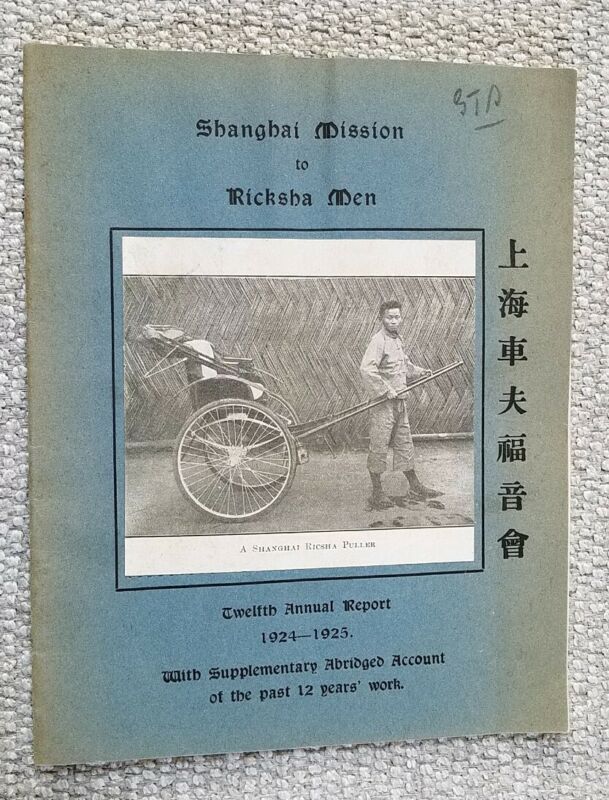 STA
Shanghai Mission
to
Ricksha Men
上海車夫福音會
A Shanghai Ricsha Puller
Twelfth Annual Report
1924—1925.
With Supplementary Abridged Account
of the past 12 years' work.